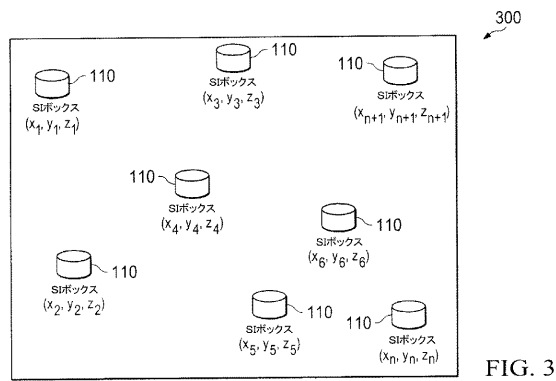 300
110
SIボックス
(x1, y1, z1)
110
SIボックス
(x3, y3, z3)
110
SIボックス
(xn+1, yn+1, zn+1)
110
SIボックス
(x4, y4, z4)
110
SIボックス
(x6, y6, z6)
110
SIボックス
(x2, y2, z2)
110
SIボックス
(x5, y5, z5)
110
SIボックス
(xn, yn, zn)
FIG. 3